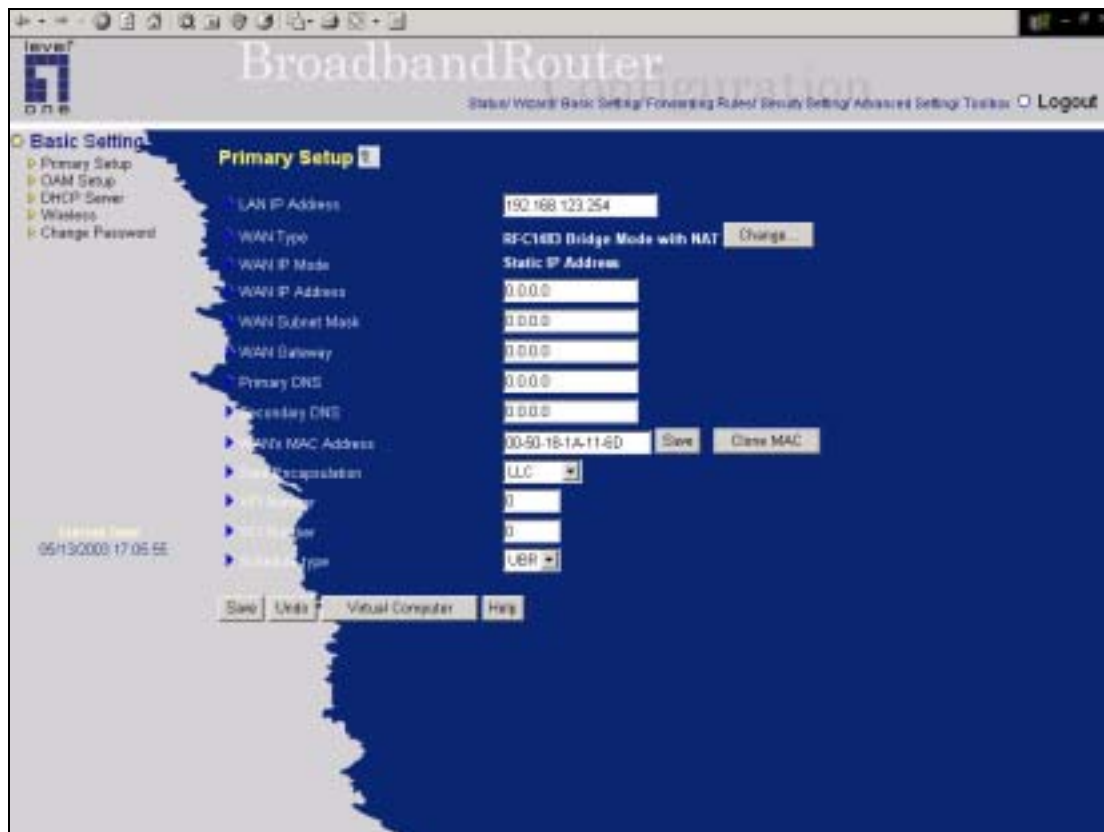 level
one
BroadbandRouter
Configuration
Status/ Wizard/ Basic Setting/ Forwarding Rules/ Security Setting/ Advanced Setting/ Toolbox
Logout
Basic Setting
Primary Setup
OAM Setup
DHCP Server
Wireless
Change Password
05/13/2003 17:05:55
Primary Setup
LAN IP Address 192.168.123.254
WAN Type RFC1483 Bridge Mode with NAT Change...
WAN IP Mode Static IP Address
WAN IP Address 0.0.0.0
WAN Subnet Mask 0.0.0.0
WAN Gateway 0.0.0.0
Primary DNS 0.0.0.0
Secondary DNS 0.0.0.0
WAN's MAC Address 00-50-18-1A-11-6D Save Clone MAC
Encapsulation LLC
Number 0
Number 0
type UBR
Save Undo Virtual Computer Help